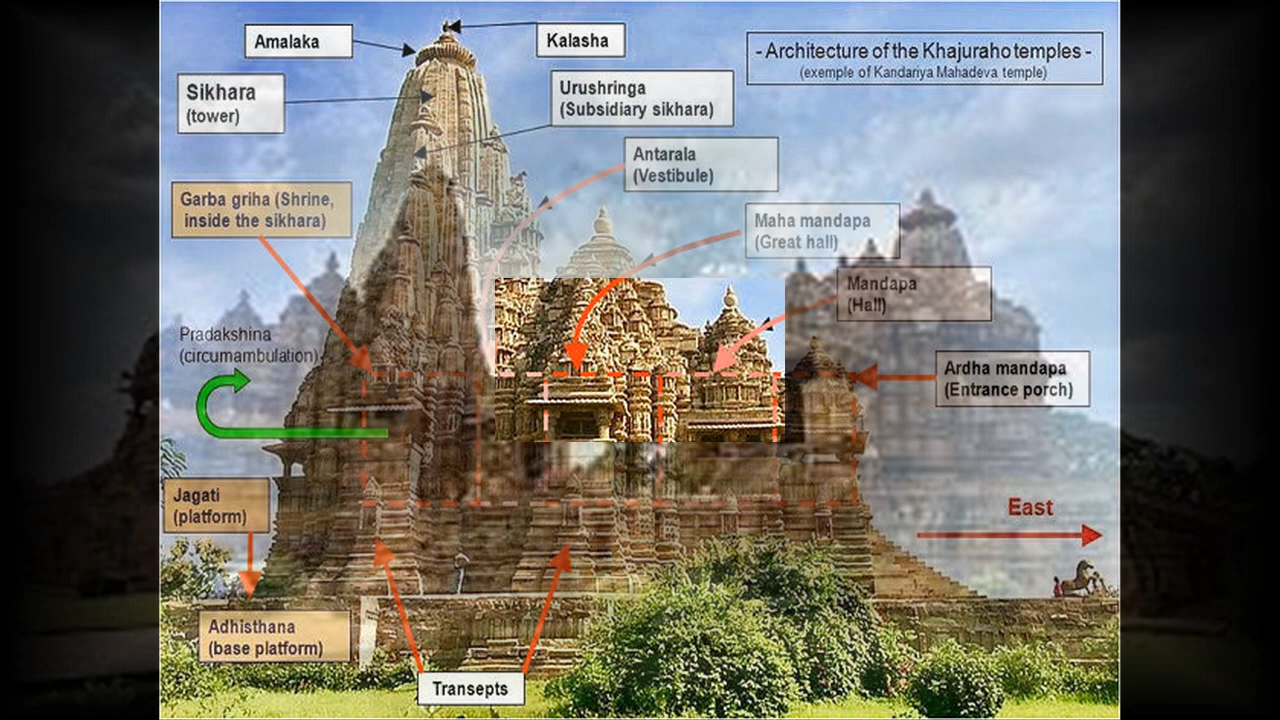 Amalaka
Kalasha
- Architecture of the Khajuraho temples -
(exemple of Kandariya Mahadeva temple)
Sikhara
(tower)
Urushringa
(Subsidiary sikhara)
Antarala
(Vestibule)
Garba griha (Shrine,
inside the sikhara)
Maha mandapa
(Great hall)
Mandapa
(Hall)
Pradakshina
(circumambulation)
Ardha mandapa
(Entrance porch)
Jagati
(platform)
East
Adhisthana
(base platform)
Transepts